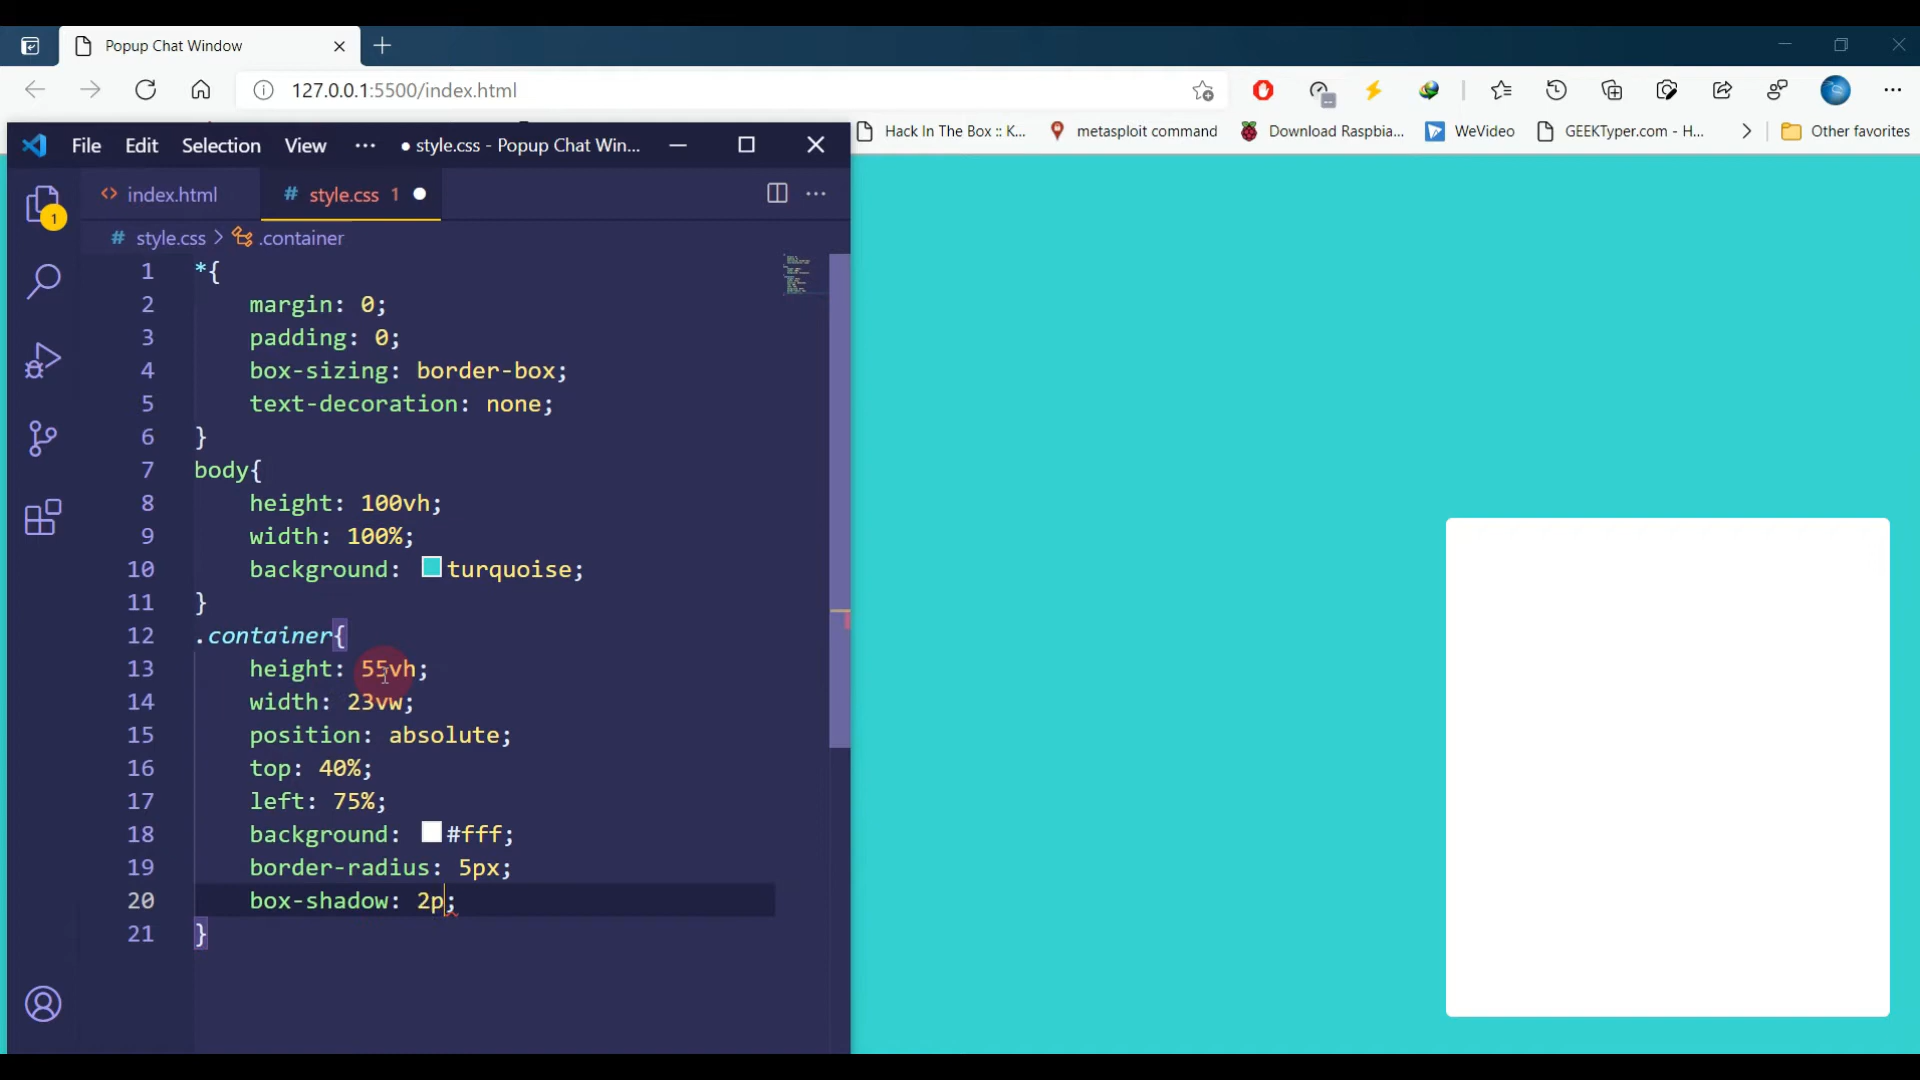 Popup Chat Window
127.0.0.1:5500/index.html
File Edit Selection View ··· ● style.css - Popup Chat Win...
Hack In The Box :: K... metasploit command Download Raspbia... WeVideo GEEKTyper.com - H... Other favorites
<> index.html # style.css 1
# style.css > .container
1
1 *{
2 margin: 0;
3 padding: 0;
4 box-sizing: border-box;
5 text-decoration: none;
6 }
7 body{
8 height: 100vh;
9 width: 100%;
10 background: turquoise;
11 }
12 .container{
13 height: 55vh;
14 width: 23vw;
15 position: absolute;
16 top: 40%;
17 left: 75%;
18 background: #fff;
19 border-radius: 5px;
20 box-shadow: 2p;
21 }